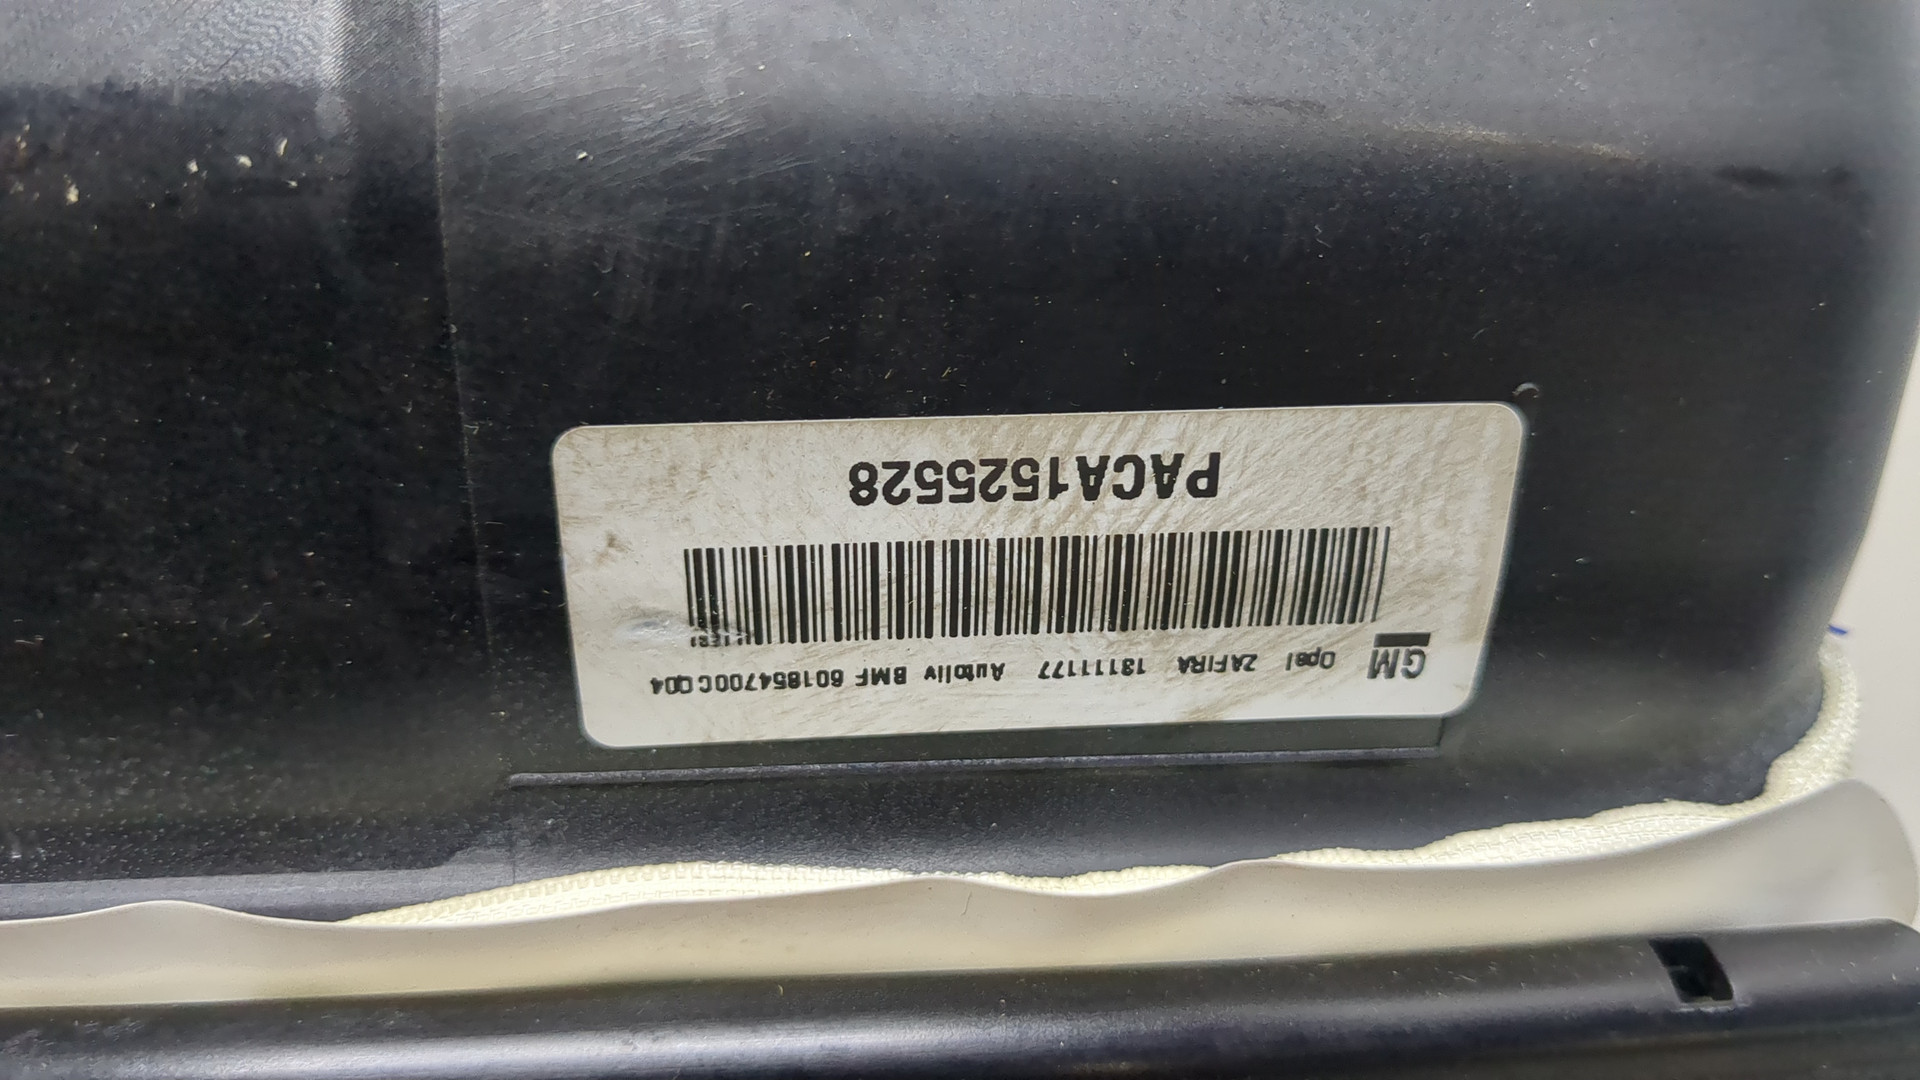 GM Opel ZAFIRA 13111177 Autoliv BMF 601854700C Q04
PACA1525528